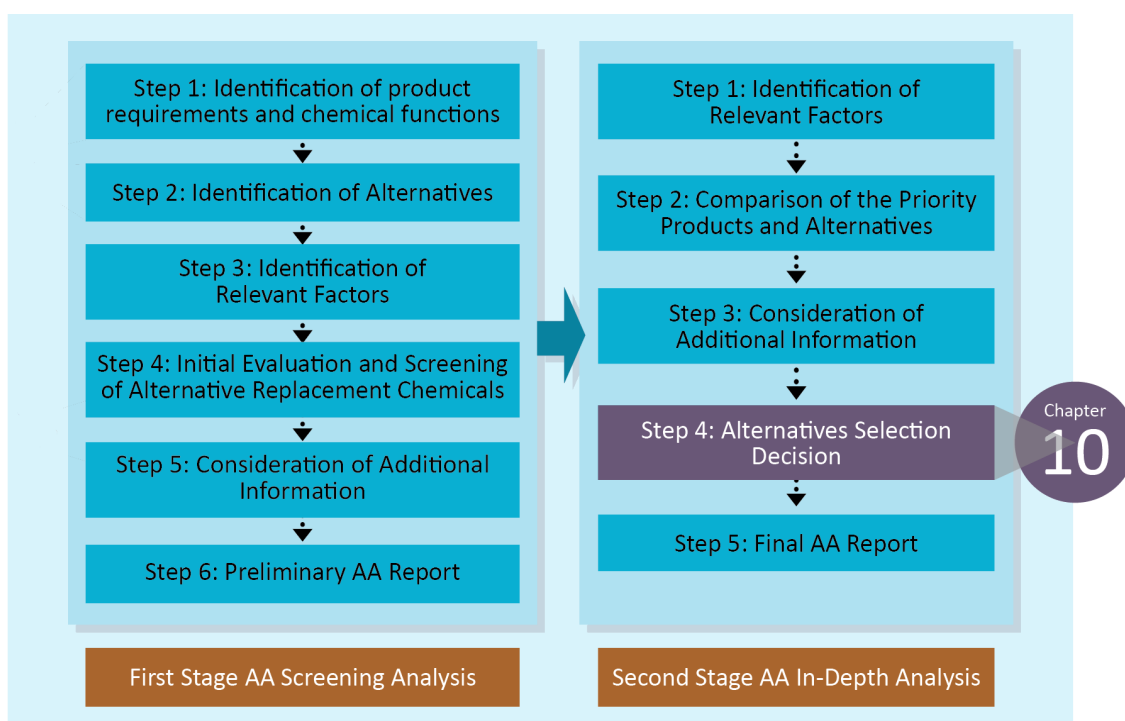 Step 1: Identification of product
requirements and chemical functions
Step 2: Identification of Alternatives
Step 3: Identification of
Relevant Factors
Step 4: Initial Evaluation and Screening
of Alternative Replacement Chemicals
Step 5: Consideration of Additional
Information
Step 6: Preliminary AA Report
First Stage AA Screening Analysis
Step 1: Identification of
Relevant Factors
Step 2: Comparison of the Priority
Products and Alternatives
Step 3: Consideration of
Additional Information
Step 4: Alternatives Selection
Decision
Chapter
10
Step 5: Final AA Report
Second Stage AA In-Depth Analysis